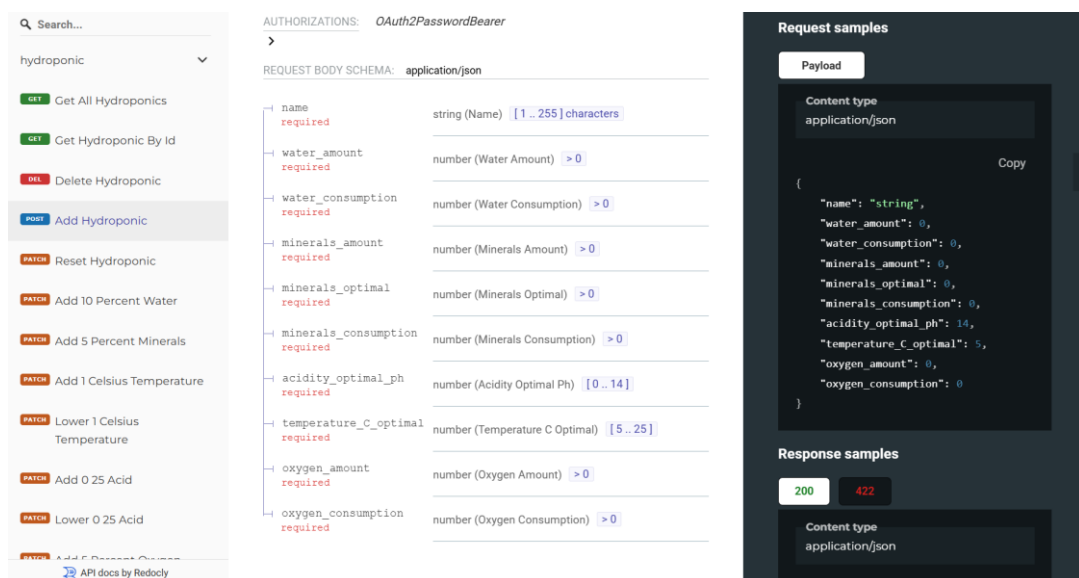 Search...
hydroponic
GET Get All Hydroponics
GET Get Hydroponic By Id
DEL Delete Hydroponic
POST Add Hydroponic
PATCH Reset Hydroponic
PATCH Add 10 Percent Water
PATCH Add 5 Percent Minerals
PATCH Add 1 Celsius Temperature
PATCH Lower 1 Celsius
Temperature
PATCH Add 0 25 Acid
PATCH Lower 0 25 Acid
PATCH Add 5 Percent Oxygen
API docs by Redocly
AUTHORIZATIONS: OAuth2PasswordBearer
>
REQUEST BODY SCHEMA: application/json
name
required
string (Name) [ 1 .. 255 ] characters
water_amount
required
number (Water Amount) > 0
water_consumption
required
number (Water Consumption) > 0
minerals_amount
required
number (Minerals Amount) > 0
minerals_optimal
required
number (Minerals Optimal) > 0
minerals_consumption
required
number (Minerals Consumption) > 0
acidity_optimal_ph
required
number (Acidity Optimal Ph) [ 0 .. 14 ]
temperature_C_optimal
required
number (Temperature C Optimal) [ 5 .. 25 ]
oxygen_amount
required
number (Oxygen Amount) > 0
oxygen_consumption
required
number (Oxygen Consumption) > 0
Request samples
Payload
Content type
application/json
Copy
{
"name": "string",
"water_amount": 0,
"water_consumption": 0,
"minerals_amount": 0,
"minerals_optimal": 0,
"minerals_consumption": 0,
"acidity_optimal_ph": 14,
"temperature_C_optimal": 5,
"oxygen_amount": 0,
"oxygen_consumption": 0
}
Response samples
200 422
Content type
application/json